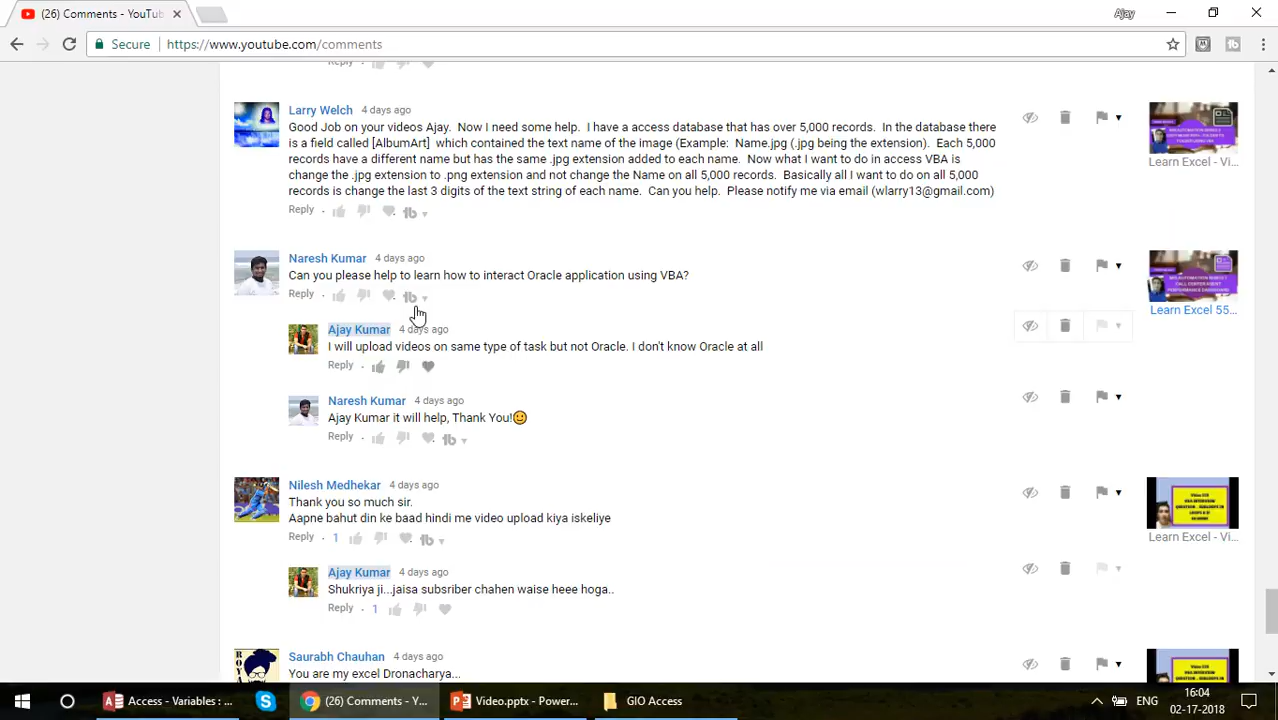 (26) Comments - YouTub
Ajay
Secure
https://www.youtube.com/comments
Reply
Larry Welch 4 days ago
Good Job on your videos Ajay. Now I need some help. I have a access database that has over 5,000 records. In the database there
is a field called [AlbumArt] which contained the text name of the image (Example: Name.jpg (.jpg being the extension). Each 5,000
records have a different name but has the same .jpg extension added to each name. Now what I want to do in access VBA is
change the .jpg extension to .png extension and not change the Name on all 5,000 records. Basically all I want to do on all 5,000
records is change the last 3 digits of the text string of each name. Can you help. Please notify me via email (wlarry13@gmail.com)
Reply
Learn Excel - Vi...
Naresh Kumar 4 days ago
Can you please help to learn how to interact Oracle application using VBA?
Reply
Learn Excel 55...
Ajay Kumar 4 days ago
I will upload videos on same type of task but not Oracle. I don't know Oracle at all
Reply
Naresh Kumar 4 days ago
Ajay Kumar it will help, Thank You!
Reply
Nilesh Medhekar 4 days ago
Thank you so much sir.
Aapne bahut din ke baad hindi me video upload kiya iskeliye
Reply 1
Learn Excel - Vi...
Ajay Kumar 4 days ago
Shukriya ji...jaisa subsriber chahen waise heee hoga..
Reply 1
Saurabh Chauhan 4 days ago
You are my excel Dronacharya...
Access - Variables : ...
(26) Comments - Y...
Video.pptx - Power...
GIO Access
ENG
16:04
02-17-2018